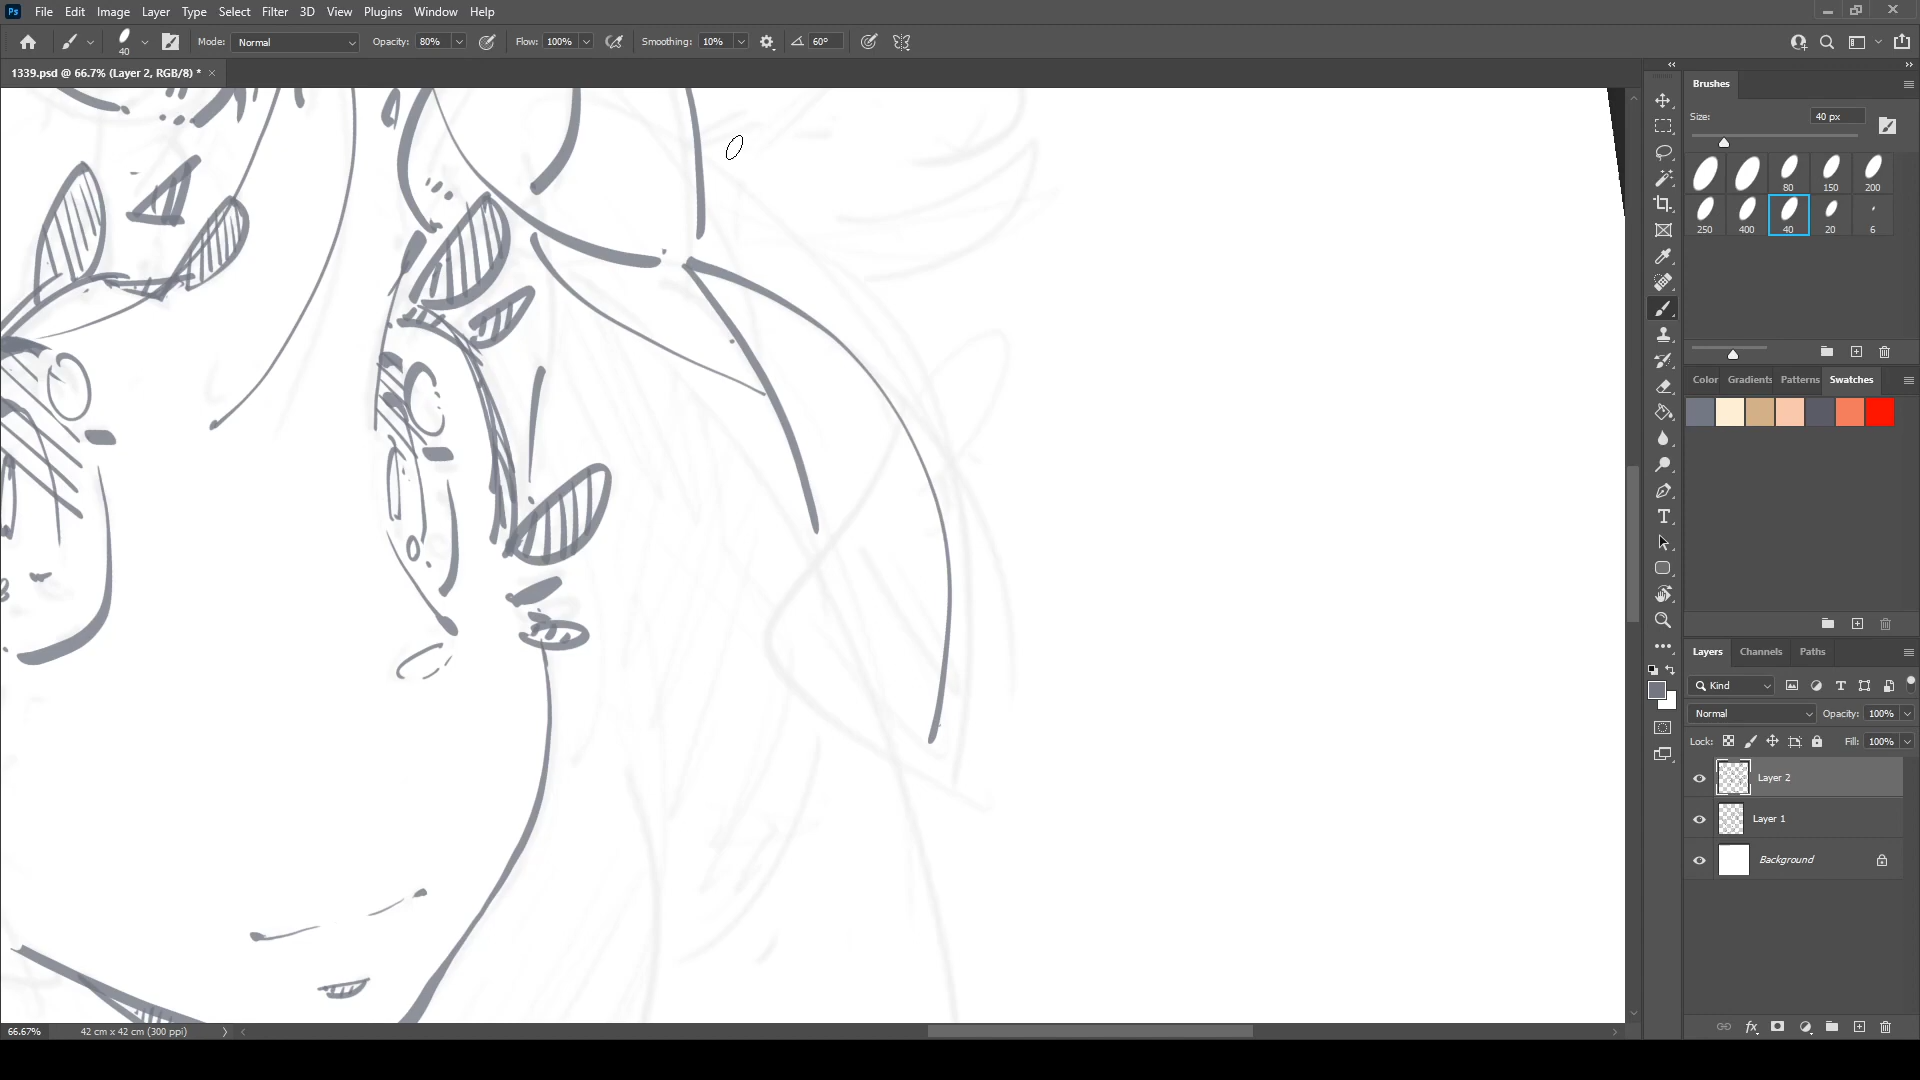 Ps File Edit Image Layer Type Select Filter 3D View Plugins Window Help
40 Mode: Normal Opacity: 80% Flow: 100% Smoothing: 10% 60°
1339.psd @ 66.7% (Layer 2, RGB/8) * ×
Brushes
Size: 40 px
80 150 200
250 400 40 20 6
Color Gradients Patterns Swatches
Layers Channels Paths
Kind
Normal Opacity: 100%
Lock: Fill: 100%
Layer 2
Layer 1
Background
66.67% 42 cm x 42 cm (300 ppi)
fx